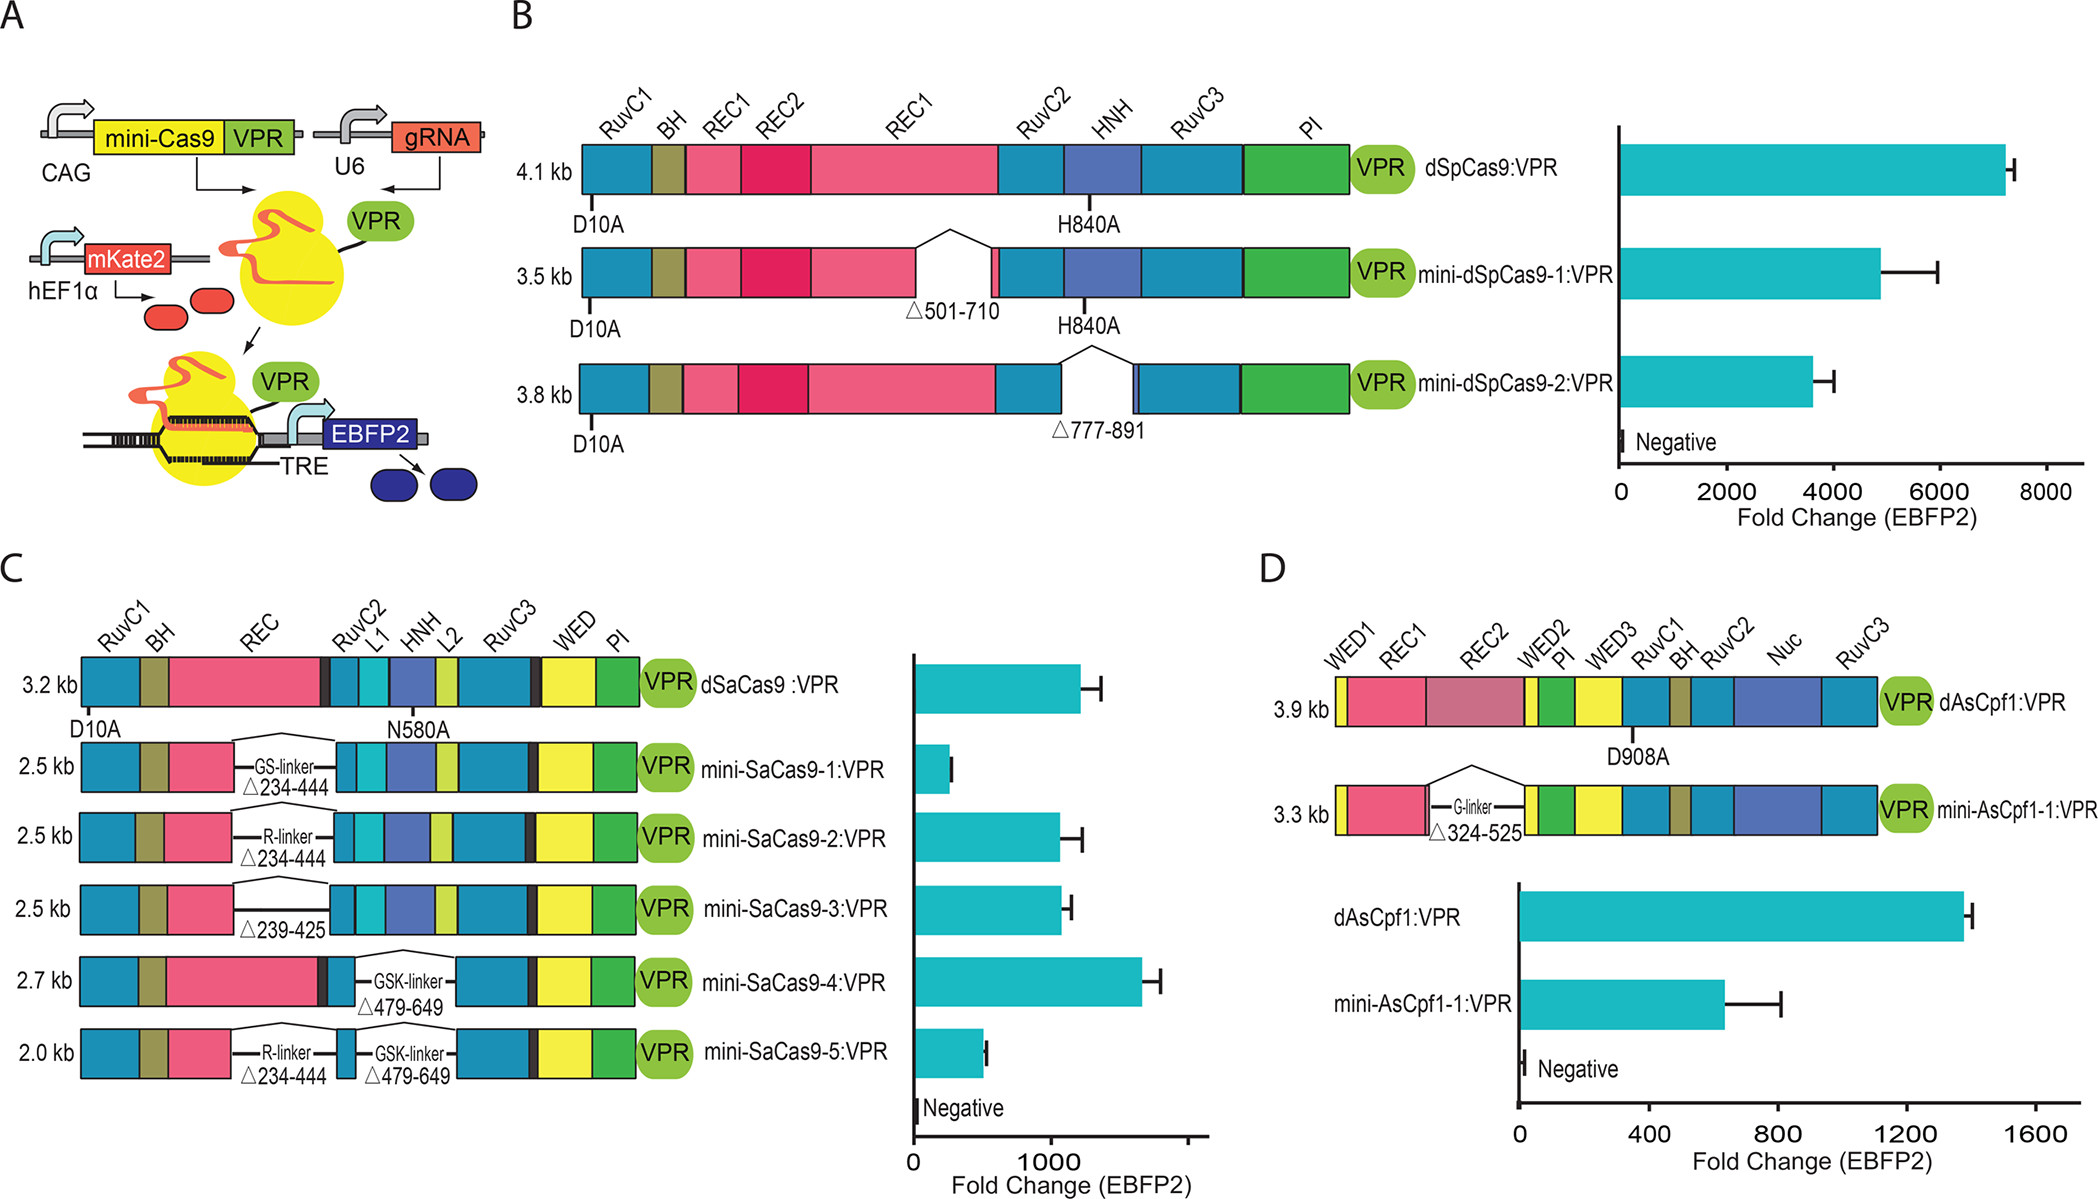 A
mini-Cas9 VPR
gRNA
CAG
U6
VPR
mKate2
hEF1α
VPR
EBFP2
TRE
B
RuvC1 BH REC1 REC2 REC1 RuvC2 HNH RuvC3 PI
4.1 kb VPR dSpCas9:VPR
D10A H840A
3.5 kb VPR mini-dSpCas9-1:VPR
△501-710
D10A H840A
3.8 kb VPR mini-dSpCas9-2:VPR
△777-891
D10A
Negative
0 2000 4000 6000 8000
Fold Change (EBFP2)
C
RuvC1 BH REC RuvC2 L1 HNH L2 RuvC3 WED PI
3.2 kb VPR dSaCas9 :VPR
D10A N580A
2.5 kb GS-linker VPR mini-SaCas9-1:VPR
△234-444
2.5 kb R-linker VPR mini-SaCas9-2:VPR
△234-444
2.5 kb VPR mini-SaCas9-3:VPR
△239-425
2.7 kb GSK-linker VPR mini-SaCas9-4:VPR
△479-649
2.0 kb R-linker GSK-linker VPR mini-SaCas9-5:VPR
△234-444 △479-649
Negative
0 1000
Fold Change (EBFP2)
D
WED1 REC1 REC2 WED2 PI WED3 RuvC1 BH RuvC2 Nuc RuvC3
3.9 kb VPR dAsCpf1:VPR
D908A
3.3 kb G-linker VPR mini-AsCpf1-1:VPR
△324-525
dAsCpf1:VPR
mini-AsCpf1-1:VPR
Negative
0 400 800 1200 1600
Fold Change (EBFP2)